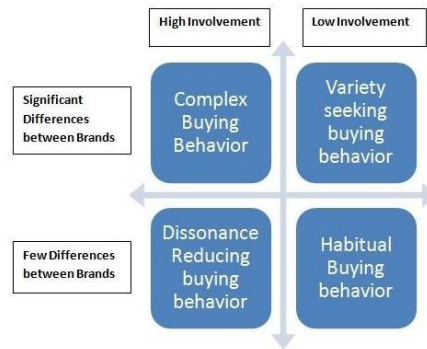 High Involvement
Low Involvement
Significant
Differences
between Brands
Complex
Buying
Behavior
Variety
seeking
buying
behavior
Few Differences
between Brands
Dissonance
Reducing
buying
behavior
Habitual
Buying
behavior